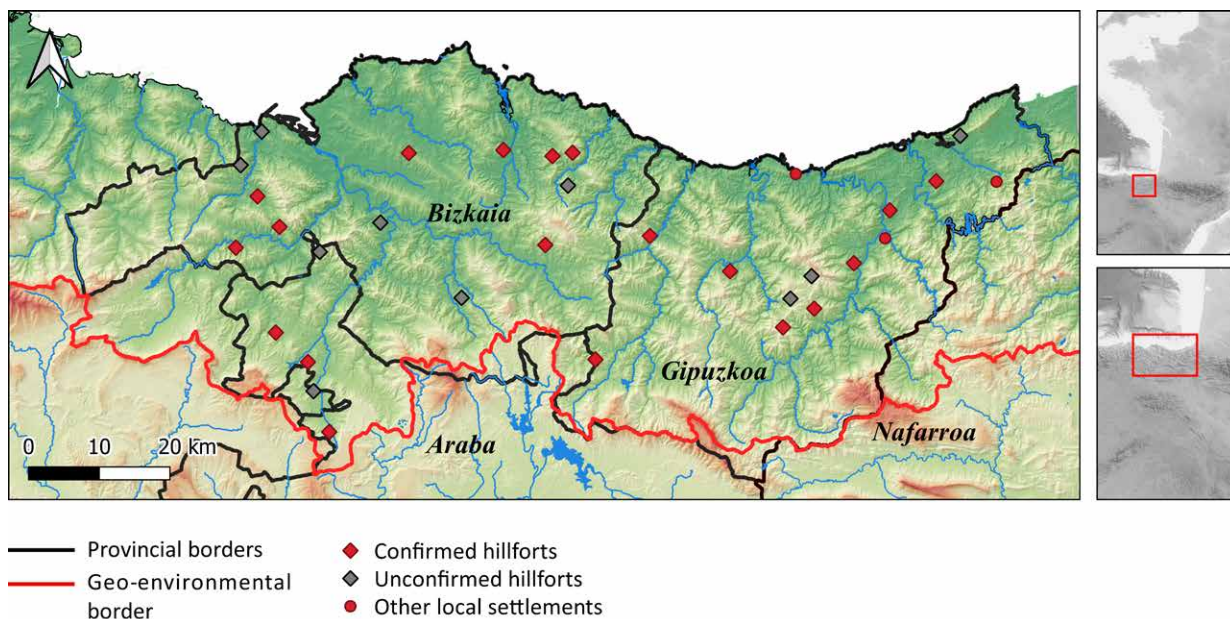 Bizkaia
Gipuzkoa
Araba
Nafarroa
0 10 20 km
Provincial borders
Geo-environmental
border
Confirmed hillforts
Unconfirmed hillforts
Other local settlements